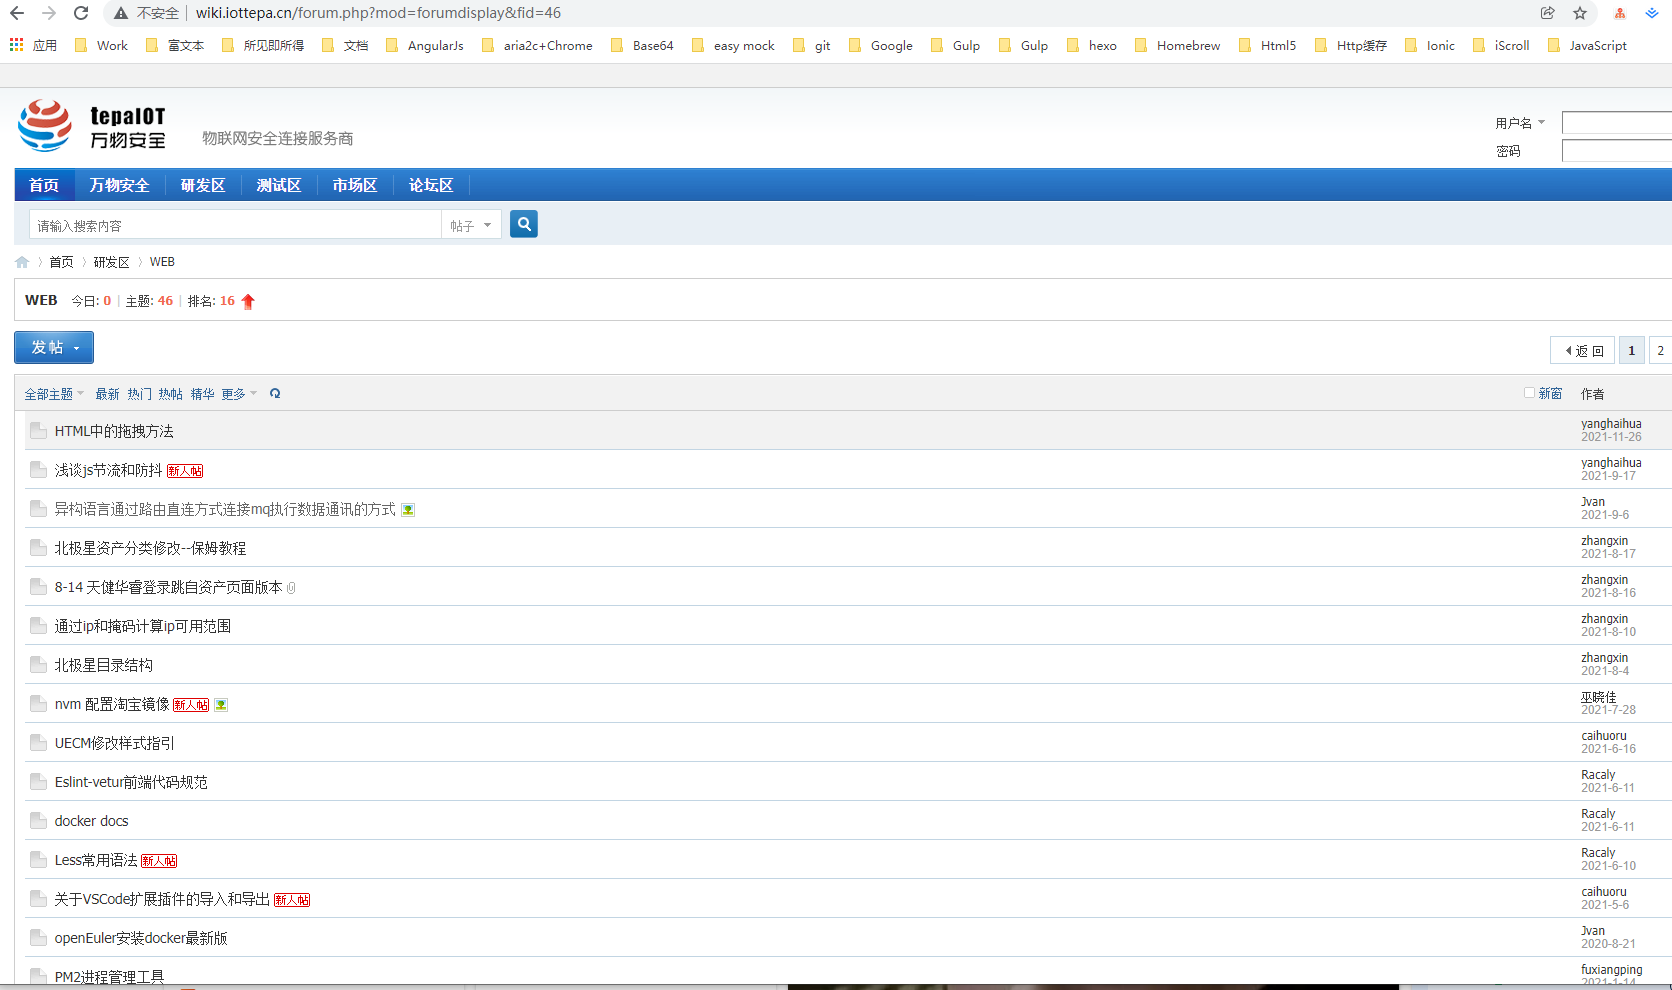 不安全 wiki.iottepa.cn/forum.php?mod=forumdisplay&fid=46
应用 Work 富文本 所见即所得 文档 AngularJs aria2c+Chrome Base64 easy mock git Google Gulp Gulp hexo Homebrew Html5 Http缓存 Ionic iScroll JavaScript
tepaIOT
万物安全
物联网安全连接服务商
用户名
密码
首页 万物安全 研发区 测试区 市场区 论坛区
请输入搜索内容 帖子
首页 研发区 WEB
WEB 今日: 0 | 主题: 46 | 排名: 16
发帖
返回 1 2
全部主题 最新 热门 热帖 精华 更多 新窗 作者
HTML中的拖拽方法 yanghaihua
2021-11-26
浅谈js节流和防抖 新人帖 yanghaihua
2021-9-17
异构语言通过路由直连方式连接mq执行数据通讯的方式 Jvan
2021-9-6
北极星资产分类修改--保姆教程 zhangxin
2021-8-17
8-14 天健华睿登录跳自资产页面版本 zhangxin
2021-8-16
通过ip和掩码计算ip可用范围 zhangxin
2021-8-10
北极星目录结构 zhangxin
2021-8-4
nvm 配置淘宝镜像 新人帖 巫晓佳
2021-7-28
UECM修改样式指引 caihuoru
2021-6-16
Eslint-vetur前端代码规范 Racaly
2021-6-11
docker docs Racaly
2021-6-11
Less常用语法 新人帖 Racaly
2021-6-10
关于VSCode扩展插件的导入和导出 新人帖 caihuoru
2021-5-6
openEuler安装docker最新版 Jvan
2020-8-21
PM2进程管理工具 fuxiangping
2021-1-14